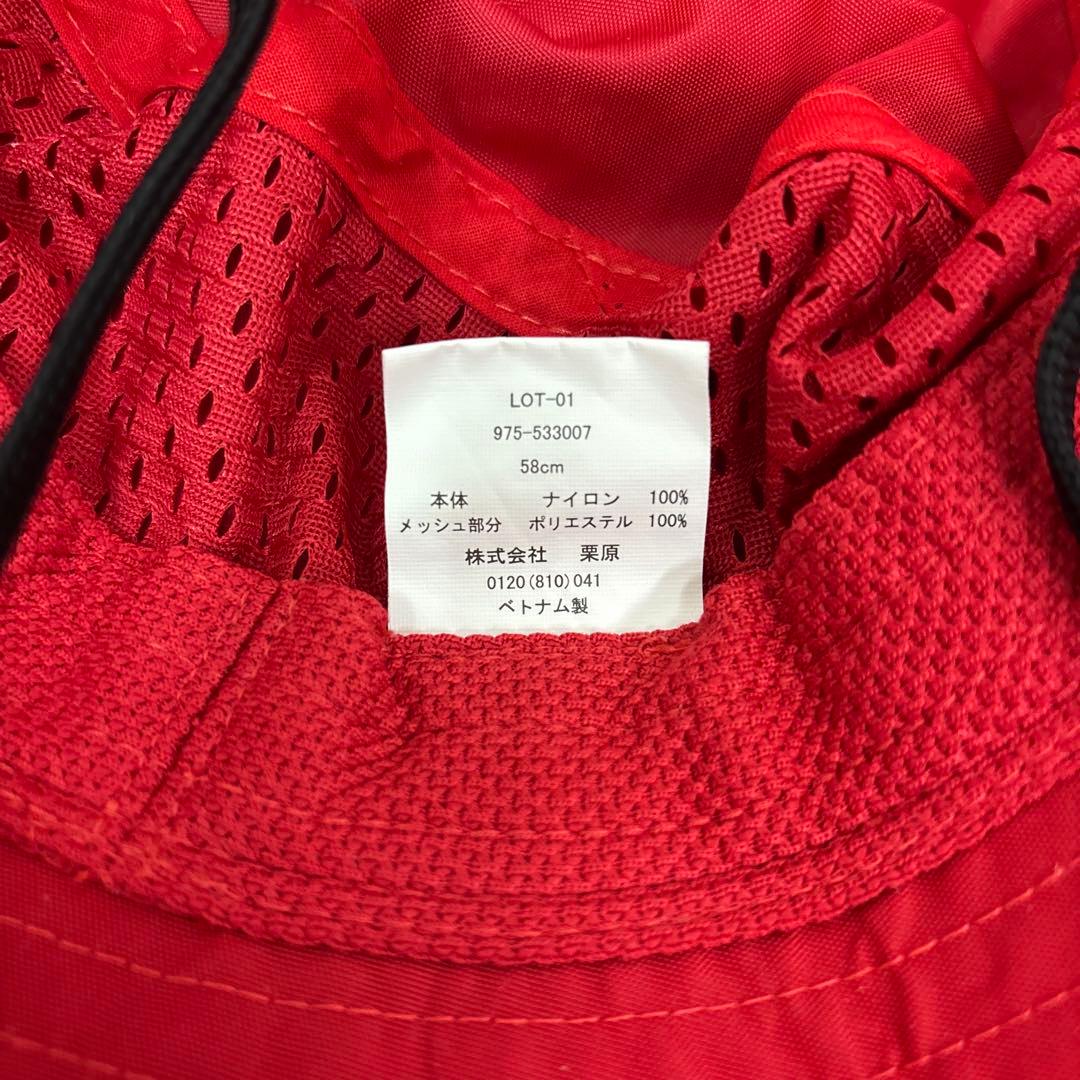 LOT-01
975-533007
58cm
本体 ナイロン 100%
メッシュ部分 ポリエステル 100%
株式会社 栗原
0120(810)041
ベトナム製